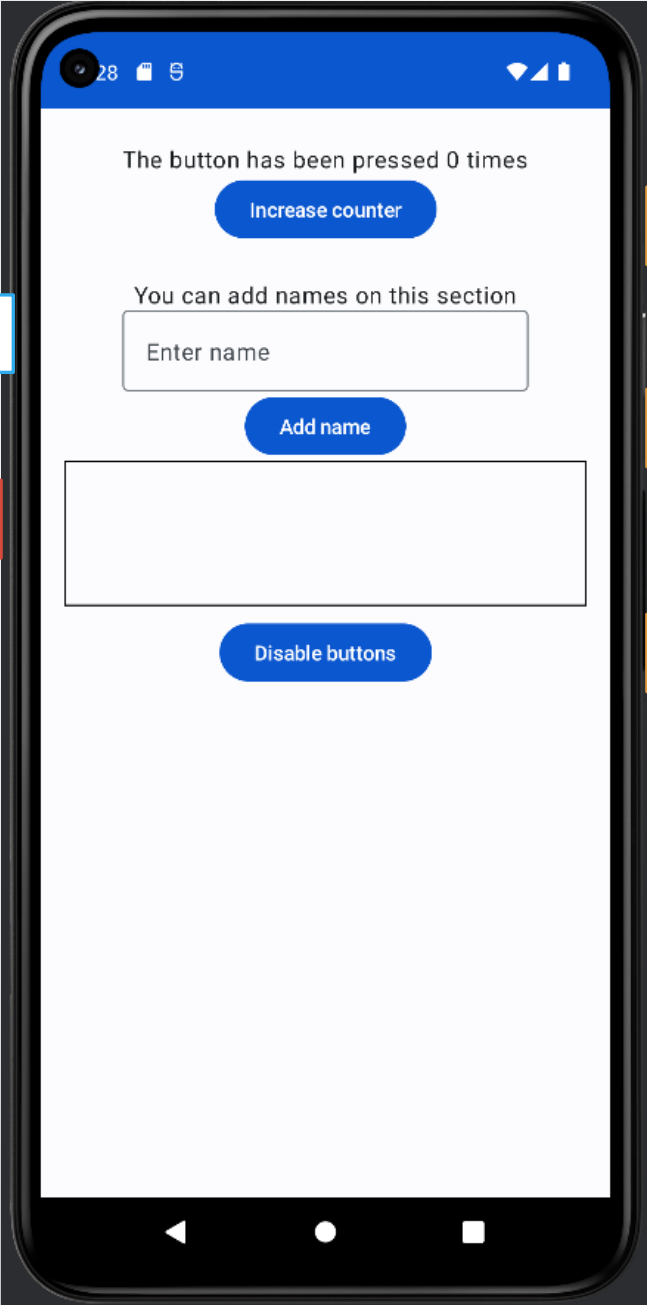 28
The button has been pressed 0 times
Increase counter
You can add names on this section
Enter name
Add name
Disable buttons